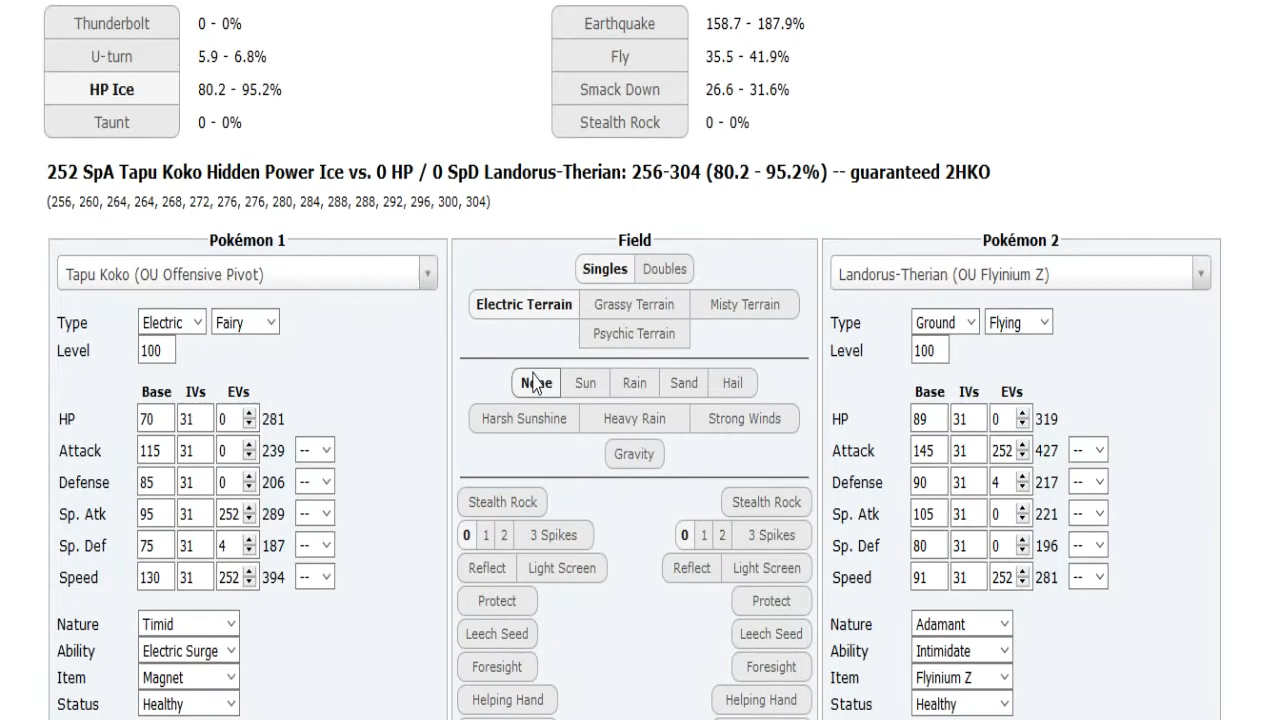 Thunderbolt 0 - 0% Earthquake 158.7 - 187.9%
U-turn 5.9 - 6.8% Fly 35.5 - 41.9%
HP Ice 80.2 - 95.2% Smack Down 26.6 - 31.6%
Taunt 0 - 0% Stealth Rock 0 - 0%
252 SpA Tapu Koko Hidden Power Ice vs. 0 HP / 0 SpD Landorus-Therian: 256-304 (80.2 - 95.2%) -- guaranteed 2HKO
(256, 260, 264, 264, 268, 272, 276, 276, 280, 284, 288, 288, 292, 296, 300, 304)
Pokémon 1
Tapu Koko (OU Offensive Pivot)
Type Electric Fairy
Level 100
Base IVs EVs
HP 70 31 0 281
Attack 115 31 0 239 --
Defense 85 31 0 206 --
Sp. Atk 95 31 252 289 --
Sp. Def 75 31 4 187 --
Speed 130 31 252 394 --
Nature Timid
Ability Electric Surge
Item Magnet
Status Healthy
Field
Singles Doubles
Electric Terrain Grassy Terrain Misty Terrain
Psychic Terrain
None Sun Rain Sand Hail
Harsh Sunshine Heavy Rain Strong Winds
Gravity
Stealth Rock Stealth Rock
0 1 2 3 Spikes 0 1 2 3 Spikes
Reflect Light Screen Reflect Light Screen
Protect Protect
Leech Seed Leech Seed
Foresight Foresight
Helping Hand Helping Hand
Pokémon 2
Landorus-Therian (OU Flyinium Z)
Type Ground Flying
Level 100
Base IVs EVs
HP 89 31 0 319
Attack 145 31 252 427 --
Defense 90 31 4 217 --
Sp. Atk 105 31 0 221 --
Sp. Def 80 31 0 196 --
Speed 91 31 252 281 --
Nature Adamant
Ability Intimidate
Item Flyinium Z
Status Healthy